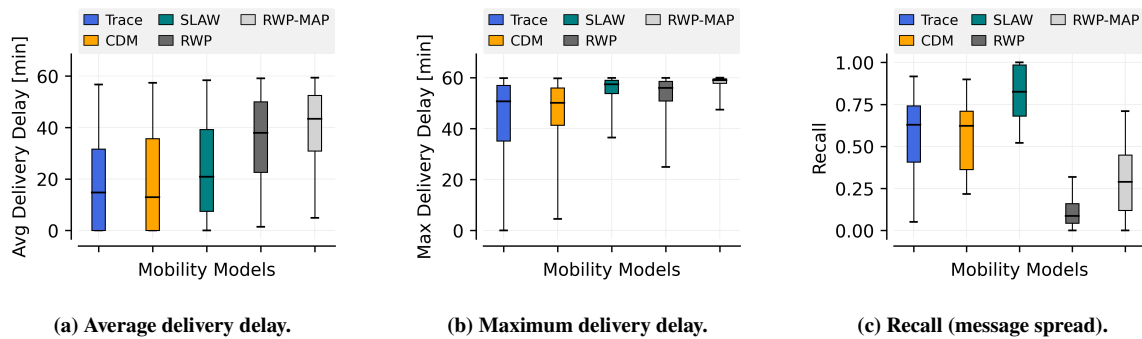 Trace SLAW RWP-MAP
CDM RWP
Avg Delivery Delay [min]
60
40
20
0
Mobility Models
(a) Average delivery delay.
Trace SLAW RWP-MAP
CDM RWP
Max Delivery Delay [min]
60
40
20
0
Mobility Models
(b) Maximum delivery delay.
Trace SLAW RWP-MAP
CDM RWP
Recall
1.00
0.75
0.50
0.25
0.00
Mobility Models
(c) Recall (message spread).